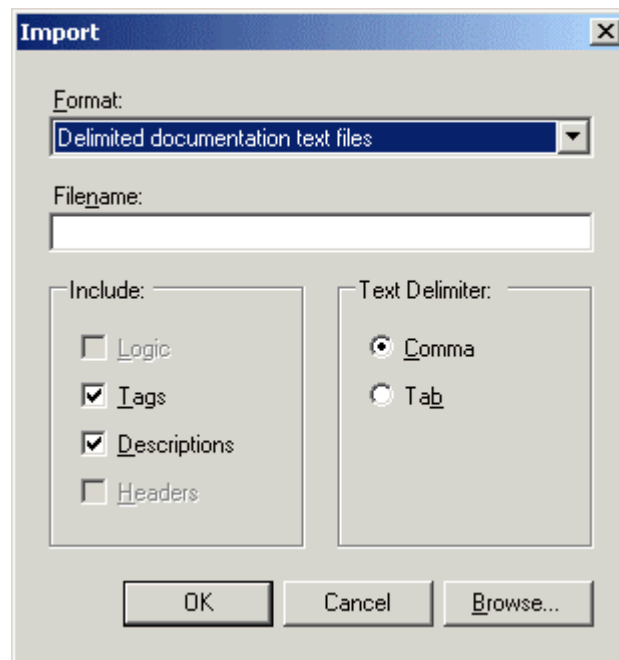 Import
Format:
Delimited documentation text files
Filename:
Include:
Logic
Tags
Descriptions
Headers
Text Delimiter:
Comma
Tab
OK
Cancel
Browse...